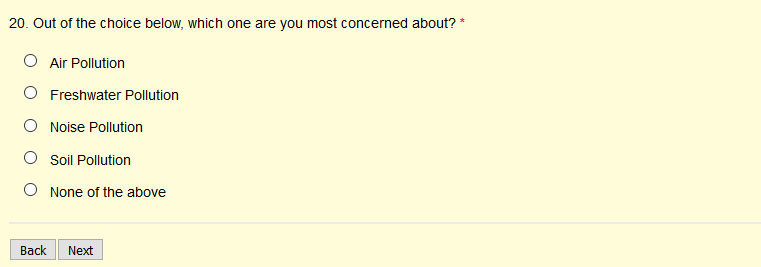 20. Out of the choice below, which one are you most concerned about? *
Air Pollution
Freshwater Pollution
Noise Pollution
Soil Pollution
None of the above
Back Next